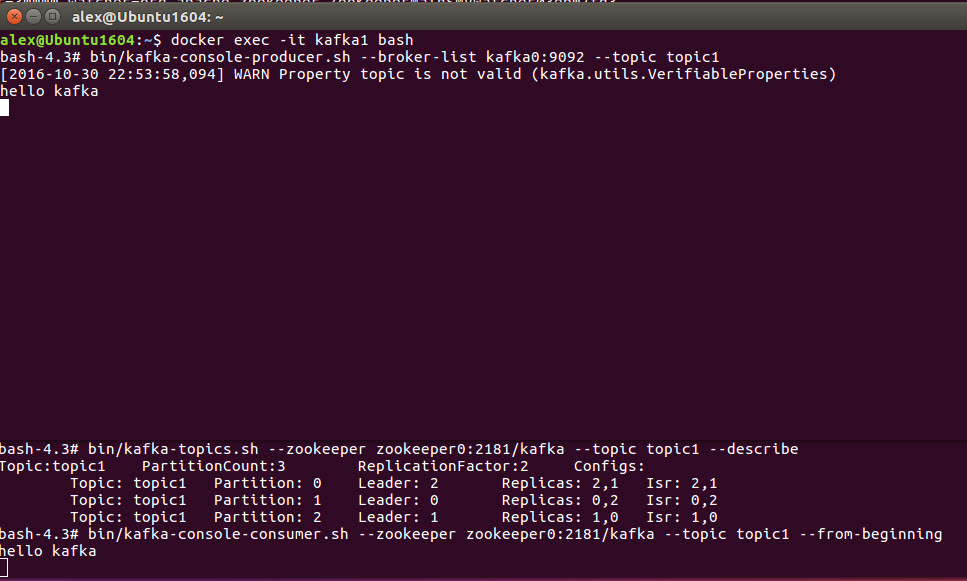 alex@Ubuntu1604: ~
alex@Ubuntu1604:~$ docker exec -it kafka1 bash
bash-4.3# bin/kafka-console-producer.sh --broker-list kafka0:9092 --topic topic1
[2016-10-30 22:53:58,094] WARN Property topic is not valid (kafka.utils.VerifiableProperties)
hello kafka
bash-4.3# bin/kafka-topics.sh --zookeeper zookeeper0:2181/kafka --topic topic1 --describe
Topic:topic1 PartitionCount:3 ReplicationFactor:2 Configs:
Topic: topic1 Partition: 0 Leader: 2 Replicas: 2,1 Isr: 2,1
Topic: topic1 Partition: 1 Leader: 0 Replicas: 0,2 Isr: 0,2
Topic: topic1 Partition: 2 Leader: 1 Replicas: 1,0 Isr: 1,0
bash-4.3# bin/kafka-console-consumer.sh --zookeeper zookeeper0:2181/kafka --topic topic1 --from-beginning
hello kafka